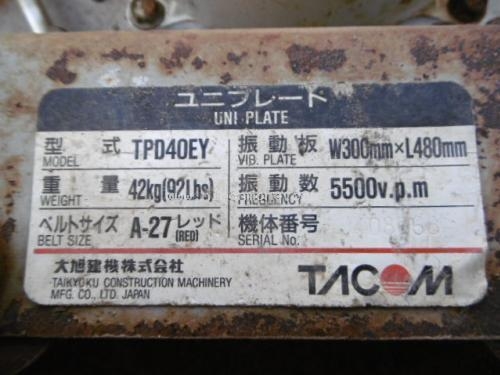 ユニプレート
UNI PLATE
型式 TPD40EY 振動板 W300mm×L480mm
MODEL VIB. PLATE
重量 42kg(92Lbs) 振動数 5500v.p.m
WEIGHT FREQUENCY
ベルトサイズ A-27 レッド 機体番号
BELT SIZE (RED) SERIAL No.
大旭建機株式会社
TAIKYOKU CONSTRUCTION MACHINERY
MFG. CO., LTD. JAPAN
TACOM